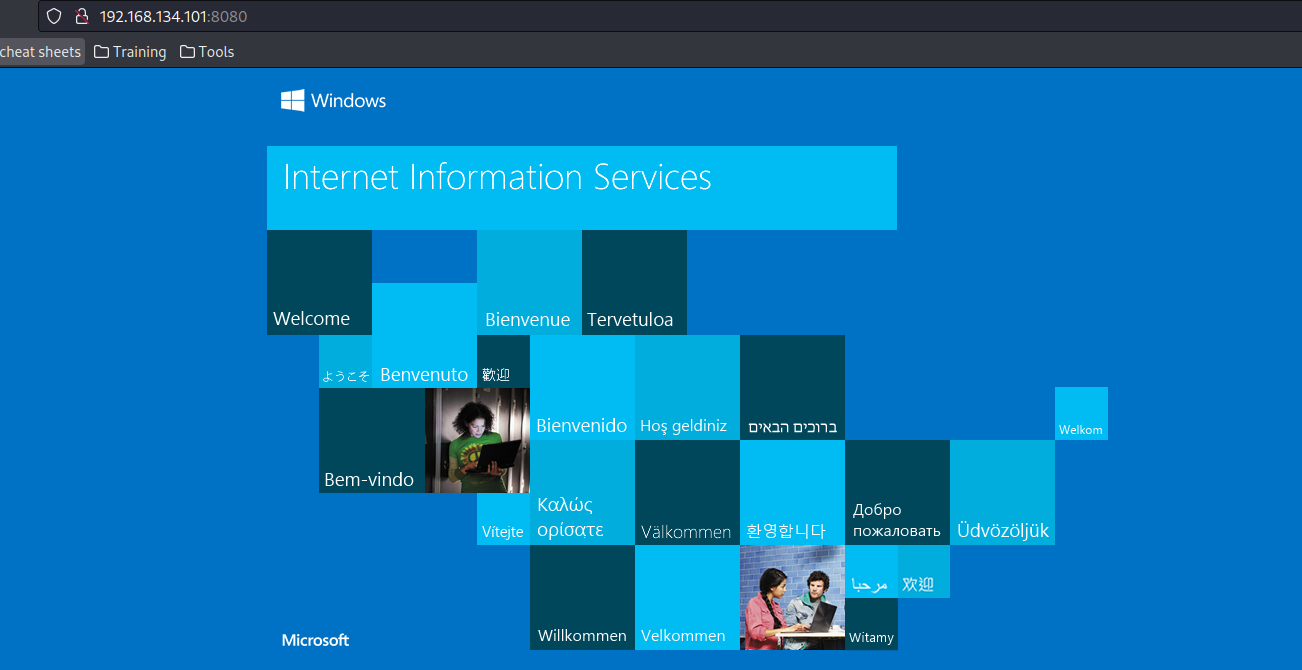 192.168.134.101:8080
cheat sheets Training Tools
Windows
Internet Information Services
Welcome
Bienvenue
Tervetuloa
ようこそ
Benvenuto
歡迎
Bienvenido
Hoş geldiniz
ברוכים הבאים
Welkom
Bem-vindo
Vítejte
Καλώς
ορίσατε
Välkommen
환영합니다
Добро
пожаловать
Üdvözöljük
Willkommen
Velkommen
مرحبا
欢迎
Witamy
Microsoft